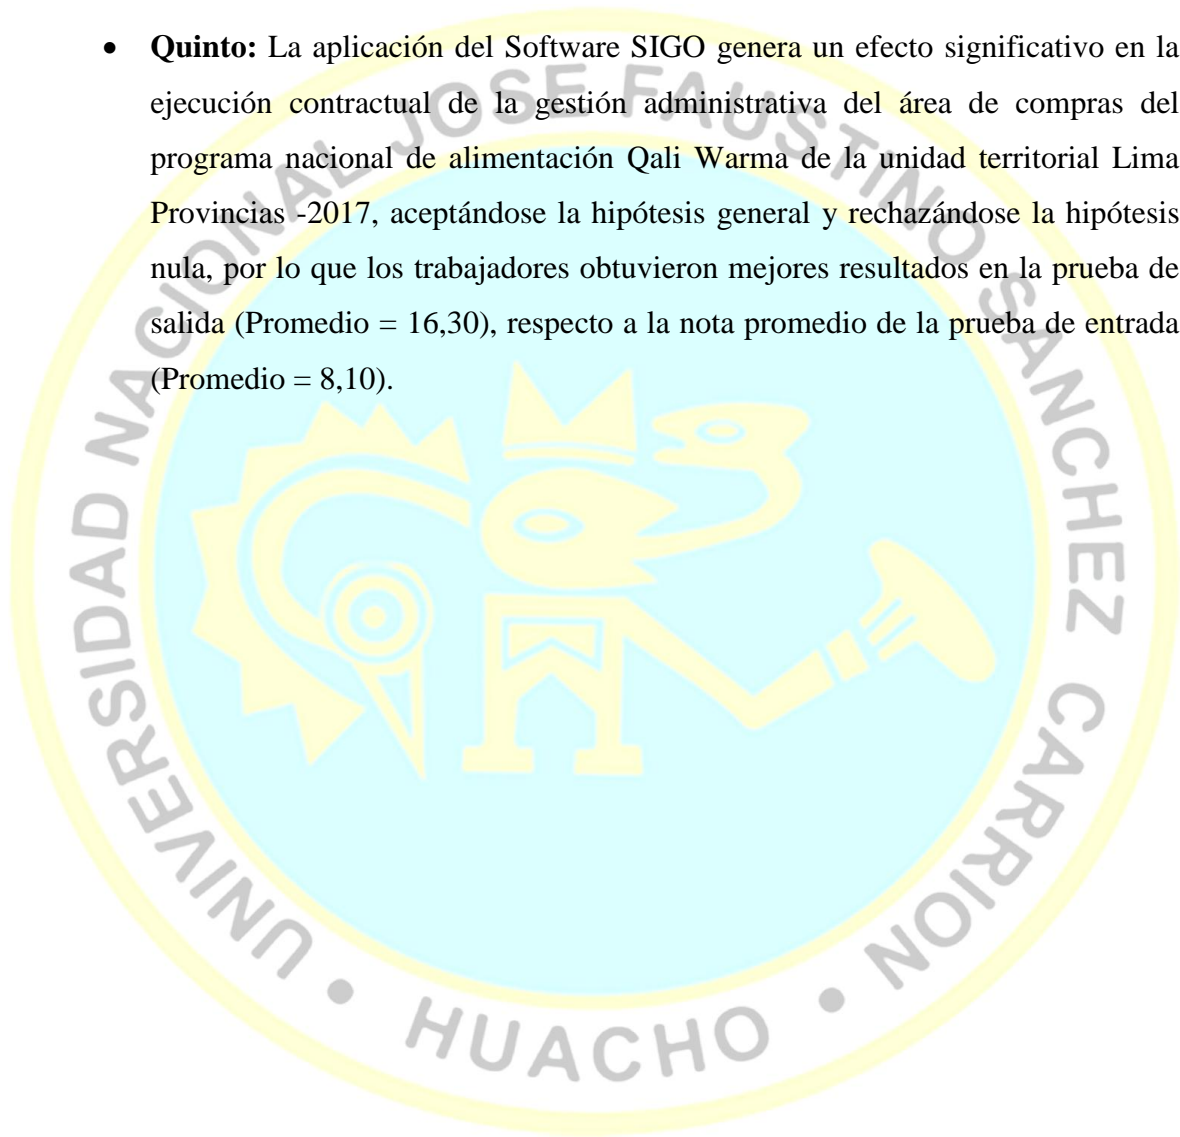 • Quinto: La aplicación del Software SIGO genera un efecto significativo en la
ejecución contractual de la gestión administrativa del área de compras del
programa nacional de alimentación Qali Warma de la unidad territorial Lima
Provincias -2017, aceptándose la hipótesis general y rechazándose la hipótesis
nula, por lo que los trabajadores obtuvieron mejores resultados en la prueba de
salida (Promedio = 16,30), respecto a la nota promedio de la prueba de entrada
(Promedio = 8,10).
UNIVERSIDAD NACIONAL JOSE FAUSTINO SANCHEZ CARRION
• HUACHO •